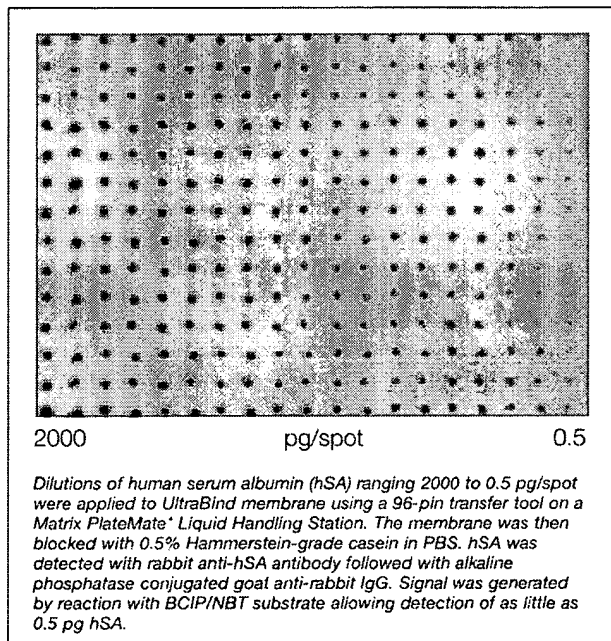 2000 pg/spot 0.5
Dilutions of human serum albumin (hSA) ranging 2000 to 0.5 pg/spot
were applied to UltraBind membrane using a 96-pin transfer tool on a
Matrix PlateMate* Liquid Handling Station. The membrane was then
blocked with 0.5% Hammerstein-grade casein in PBS. hSA was
detected with rabbit anti-hSA antibody followed with alkaline
phosphatase conjugated goat anti-rabbit IgG. Signal was generated
by reaction with BCIP/NBT substrate allowing detection of as little as
0.5 pg hSA.